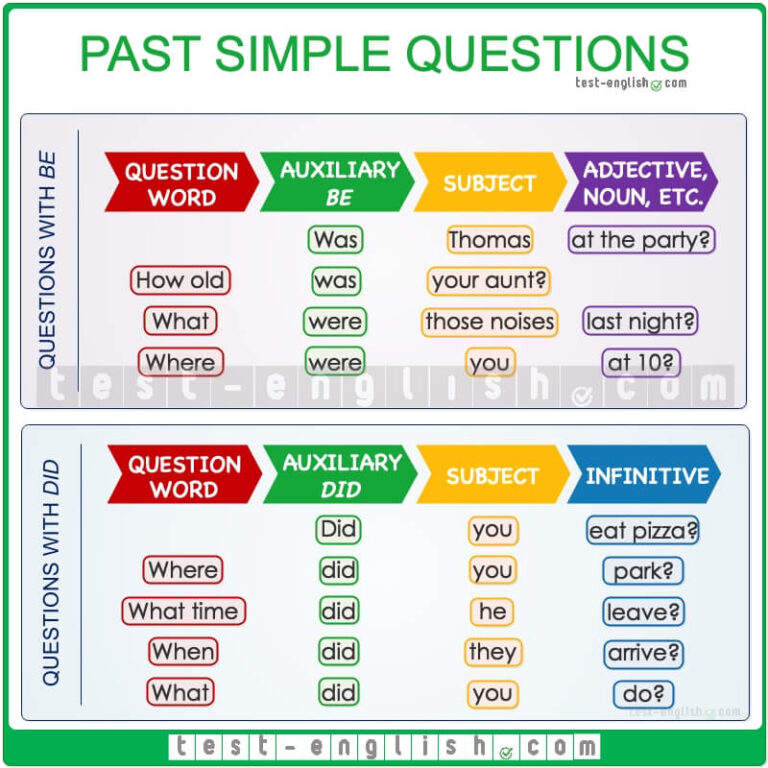 PAST SIMPLE QUESTIONS
test-english.com
QUESTIONS WITH BE
QUESTION WORD AUXILIARY BE SUBJECT ADJECTIVE, NOUN, ETC.
Was Thomas at the party?
How old was your aunt?
What were those noises last night?
Where were you at 10?
test-english.com
QUESTIONS WITH DID
QUESTION WORD AUXILIARY DID SUBJECT INFINITIVE
Did you eat pizza?
Where did you park?
What time did he leave?
When did they arrive?
What did you do?
test-english.com
test-english.com